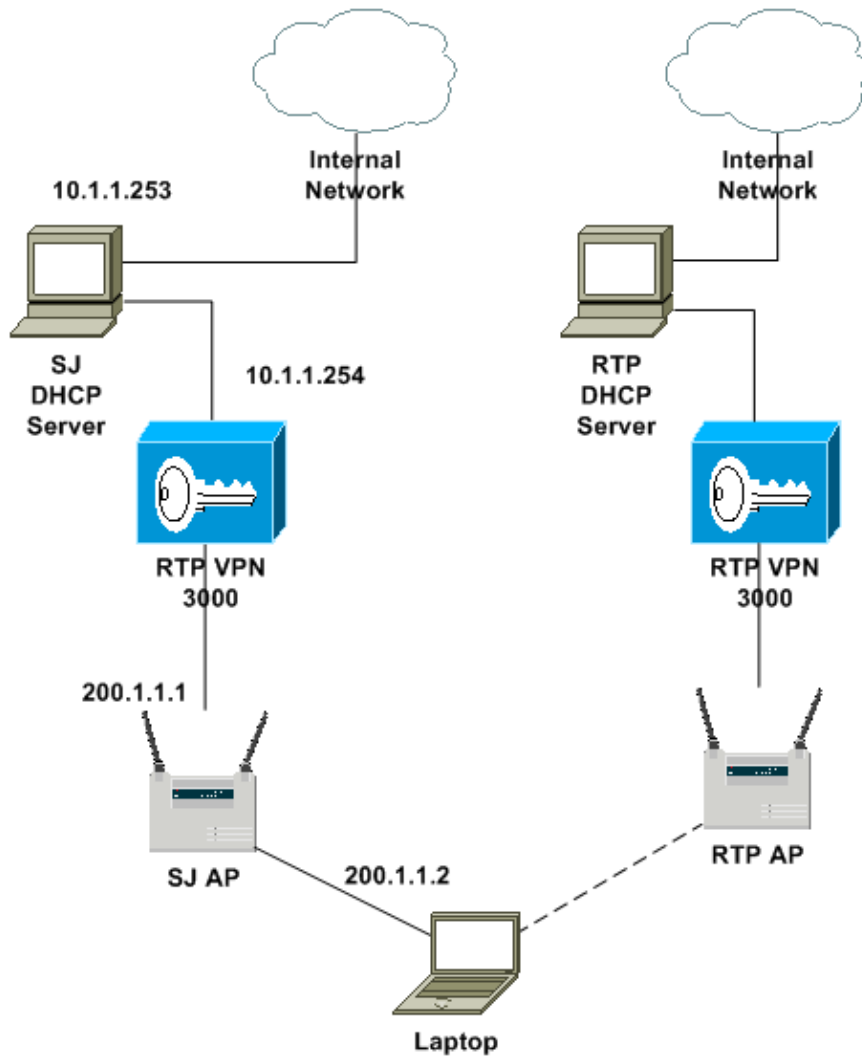 Internal
Network
Internal
Network
10.1.1.253
SJ
DHCP
Server
10.1.1.254
RTP
DHCP
Server
RTP VPN
3000
RTP VPN
3000
200.1.1.1
SJ AP
200.1.1.2
RTP AP
Laptop